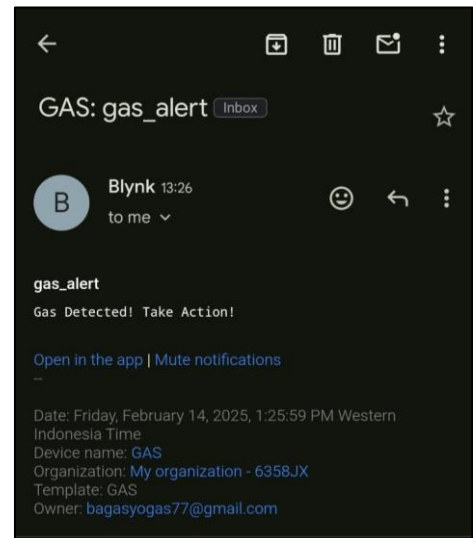 GAS: gas_alert Inbox
B
Blynk 13:26
to me
gas_alert
Gas Detected! Take Action!
Open in the app | Mute notifications
--
Date: Friday, February 14, 2025, 1:25:59 PM Western
Indonesia Time
Device name: GAS
Organization: My organization - 6358JX
Template: GAS
Owner: bagasyogas77@gmail.com